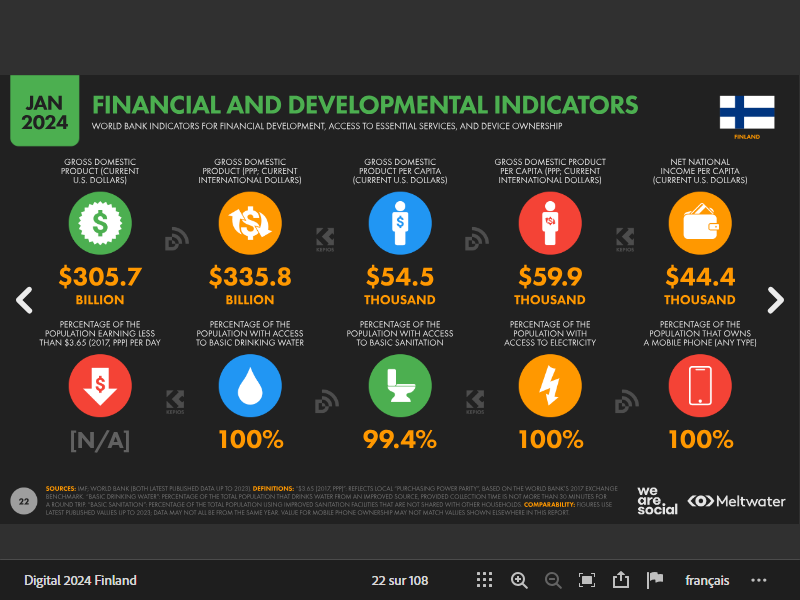 JAN
2024
FINANCIAL AND DEVELOPMENTAL INDICATORS
WORLD BANK INDICATORS FOR FINANCIAL DEVELOPMENT, ACCESS TO ESSENTIAL SERVICES, AND DEVICE OWNERSHIP
FINLAND
GROSS DOMESTIC
PRODUCT (CURRENT
U.S. DOLLARS)
$305.7
BILLION
GROSS DOMESTIC
PRODUCT (PPP; CURRENT
INTERNATIONAL DOLLARS)
$335.8
BILLION
GROSS DOMESTIC
PRODUCT PER CAPITA
(CURRENT U.S. DOLLARS)
$54.5
THOUSAND
GROSS DOMESTIC PRODUCT
PER CAPITA (PPP; CURRENT
INTERNATIONAL DOLLARS)
$59.9
THOUSAND
NET NATIONAL
INCOME PER CAPITA
(CURRENT U.S. DOLLARS)
$44.4
THOUSAND
KEPIOS
KEPIOS
PERCENTAGE OF THE
POPULATION EARNING LESS
THAN $3.65 (2017, PPP) PER DAY
[N/A]
PERCENTAGE OF THE
POPULATION WITH ACCESS
TO BASIC DRINKING WATER
100%
PERCENTAGE OF THE
POPULATION WITH ACCESS
TO BASIC SANITATION
99.4%
PERCENTAGE OF THE
POPULATION WITH
ACCESS TO ELECTRICITY
100%
PERCENTAGE OF THE
POPULATION THAT OWNS
A MOBILE PHONE (ANY TYPE)
100%
KEPIOS
KEPIOS
22
SOURCES: IMF; WORLD BANK (BOTH LATEST PUBLISHED DATA UP TO 2023). DEFINITIONS: "$3.65 (2017, PPP)": REFLECTS LOCAL "PURCHASING POWER PARITY", BASED ON THE WORLD BANK'S 2017 EXCHANGE
BENCHMARK. "BASIC DRINKING WATER": PERCENTAGE OF THE TOTAL POPULATION THAT DRINKS WATER FROM AN IMPROVED SOURCE, PROVIDED COLLECTION TIME IS NOT MORE THAN 30 MINUTES FOR
A ROUND TRIP. "BASIC SANITATION": PERCENTAGE OF THE TOTAL POPULATION USING IMPROVED SANITATION FACILITIES THAT ARE NOT SHARED WITH OTHER HOUSEHOLDS. COMPARABILITY: FIGURES USE
LATEST PUBLISHED VALUES UP TO 2023; DATA MAY NOT ALL BE FROM THE SAME YEAR. VALUE FOR MOBILE PHONE OWNERSHIP MAY NOT MATCH VALUES SHOWN ELSEWHERE IN THIS REPORT.
we
are.
social
Meltwater
Digital 2024 Finland
22 sur 108
français